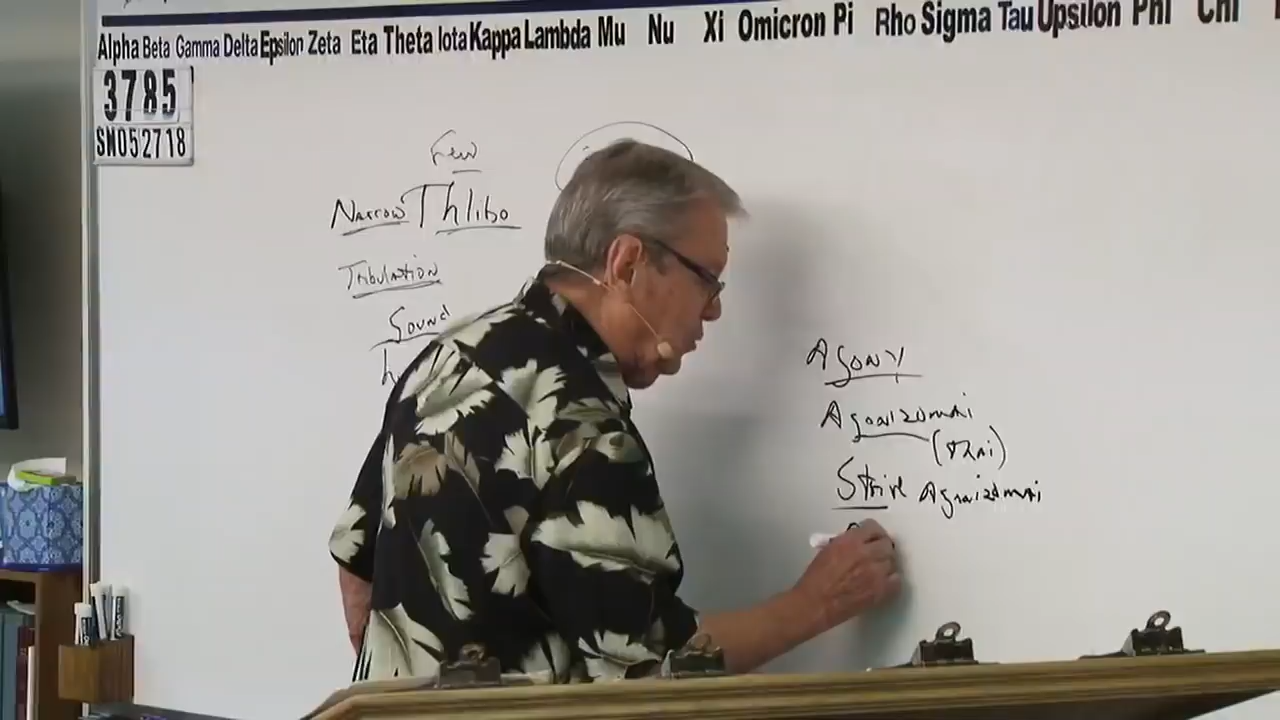 Alpha Beta Gamma Delta Epsilon Zeta Eta Theta Iota Kappa Lambda Mu Nu Xi Omicron Pi Rho Sigma Tau Upsilon Phi Chi
3785
SM052718
Few
Narrow Thlibo
Tribulation
Sound
Agony
Agonizomai
Strive Agonizomai